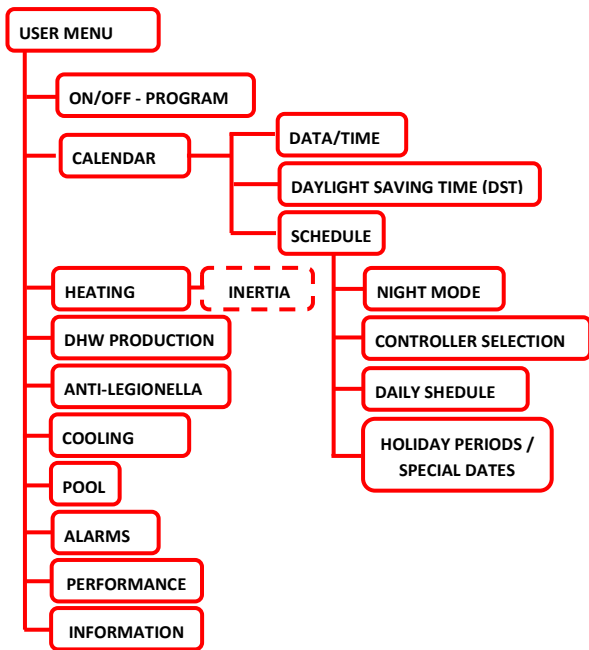 USER MENU
ON/OFF - PROGRAM
CALENDAR
DATA/TIME
DAYLIGHT SAVING TIME (DST)
SCHEDULE
NIGHT MODE
CONTROLLER SELECTION
DAILY SHEDULE
HOLIDAY PERIODS /
SPECIAL DATES
HEATING
INERTIA
DHW PRODUCTION
ANTI-LEGIONELLA
COOLING
POOL
ALARMS
PERFORMANCE
INFORMATION